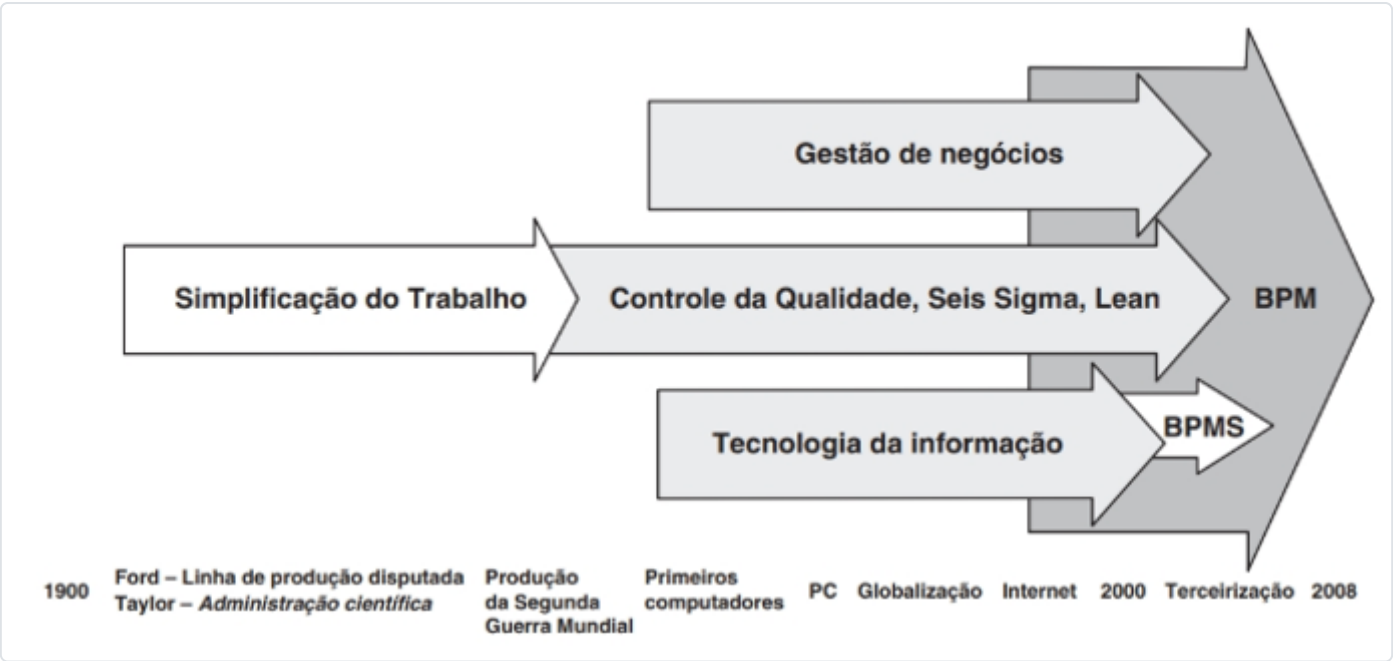 Gestão de negócios
Simplificação do Trabalho
Controle da Qualidade, Seis Sigma, Lean
BPM
Tecnologia da informação
BPMS
1900
Ford – Linha de produção disputada
Taylor – Administração científica
Produção
da Segunda
Guerra Mundial
Primeiros
computadores
PC
Globalização
Internet
2000
Terceirização
2008